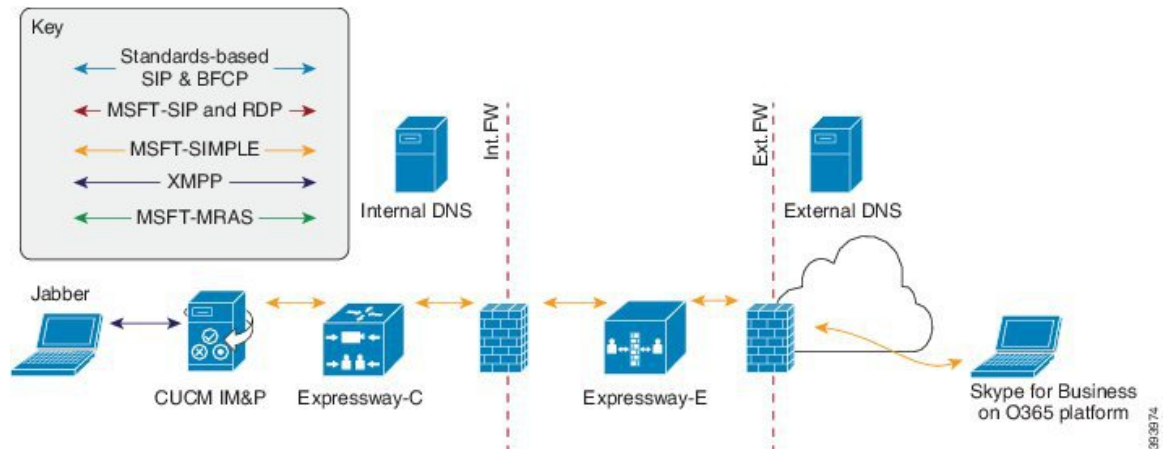 Key
Standards-based
SIP & BFCP
MSFT-SIP and RDP
MSFT-SIMPLE
XMPP
MSFT-MRAS
Internal DNS
Int.FW
Ext.FW
External DNS
Jabber
CUCM IM&P
Expressway-C
Expressway-E
Skype for Business
on O365 platform
393974